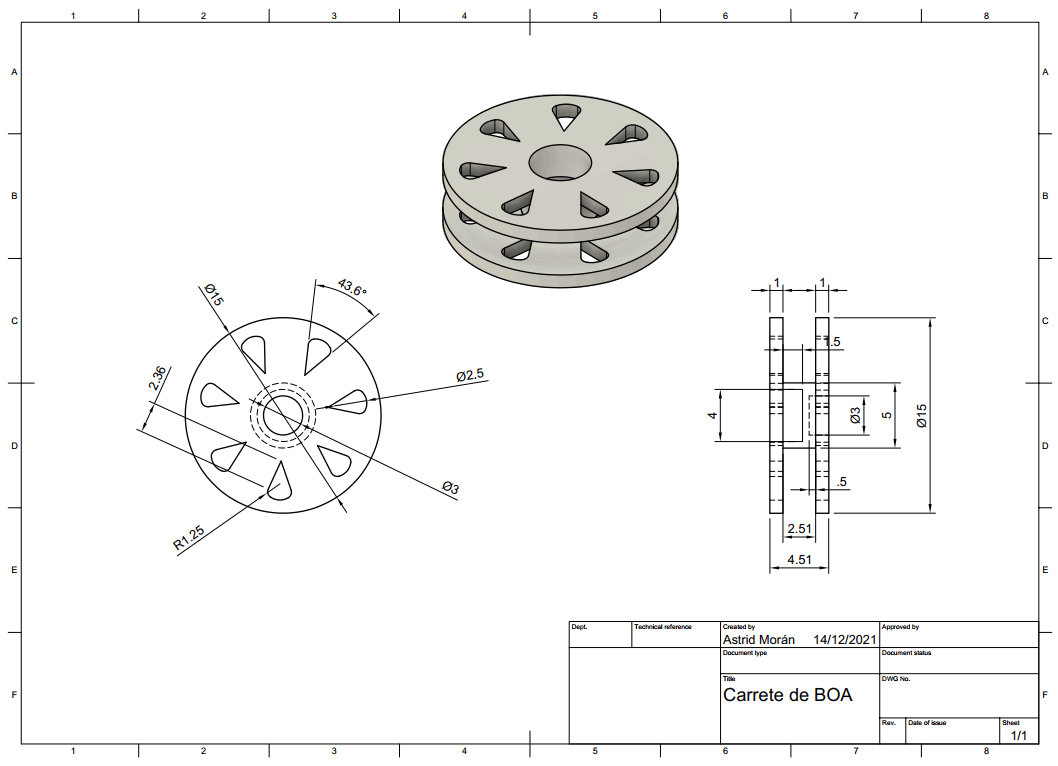 1 2 3 4 5 6 7 8
A A
B B
Ø15
43.6°
1 1
C C
1.5
2.36
Ø2.5
4
Ø3
5
Ø15
D D
Ø3
.5
R1.25
2.51
4.51
E E
Dept.
Technical reference
Created by
Approved by
Astrid Morán 14/12/2021
Document type
Document status
Title
DWG No.
Carrete de BOA
F F
Rev.
Date of issue
Sheet
1/1
1 2 3 4 5 6 7 8